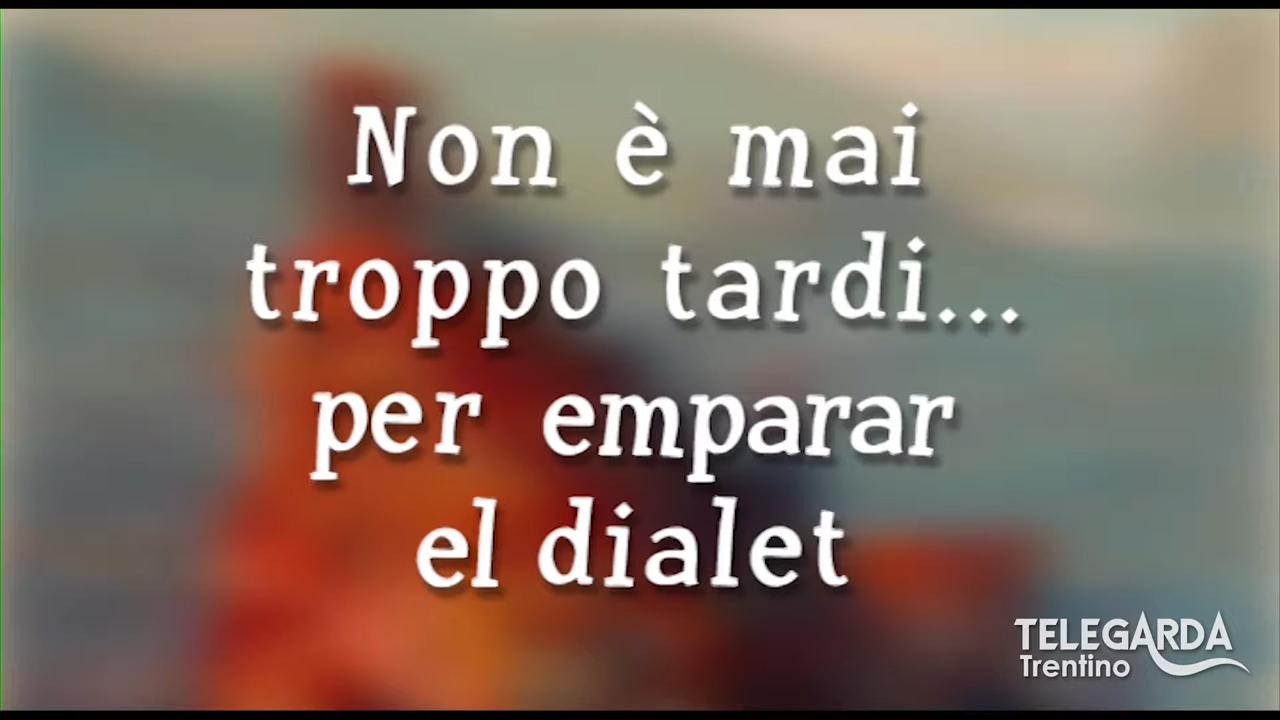 Non è mai
troppo tardi...
per emparar
el dialet
TELEGARDA
Trentino